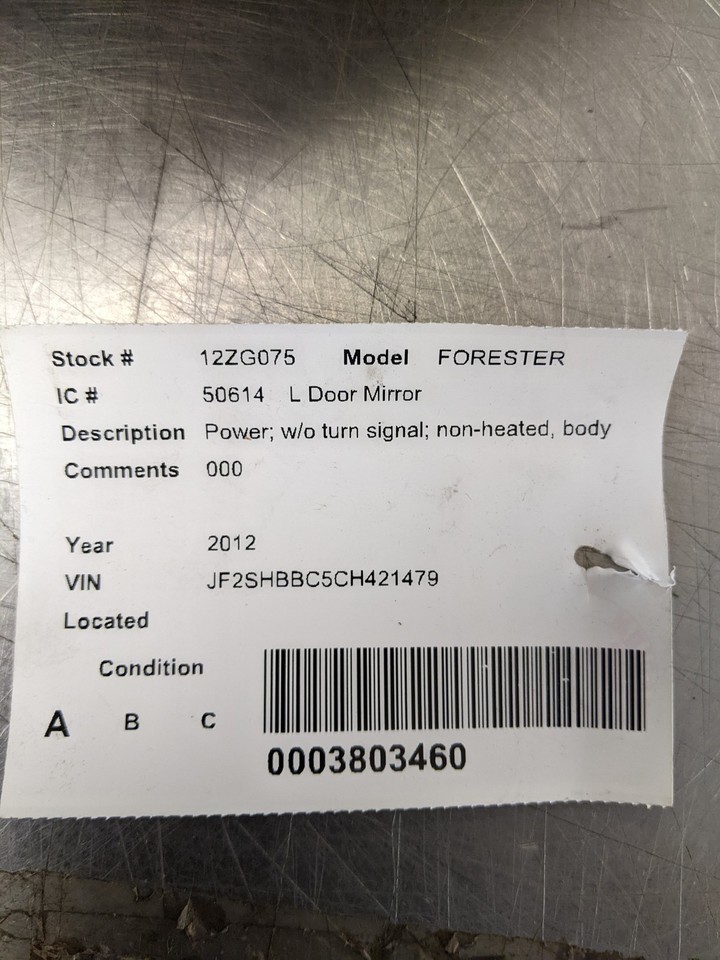 Stock # 12ZG075 Model FORESTER
IC # 50614 L Door Mirror
Description Power; w/o turn signal; non-heated, body
Comments 000
Year 2012
VIN JF2SHBBC5CH421479
Located
Condition
A B C
0003803460